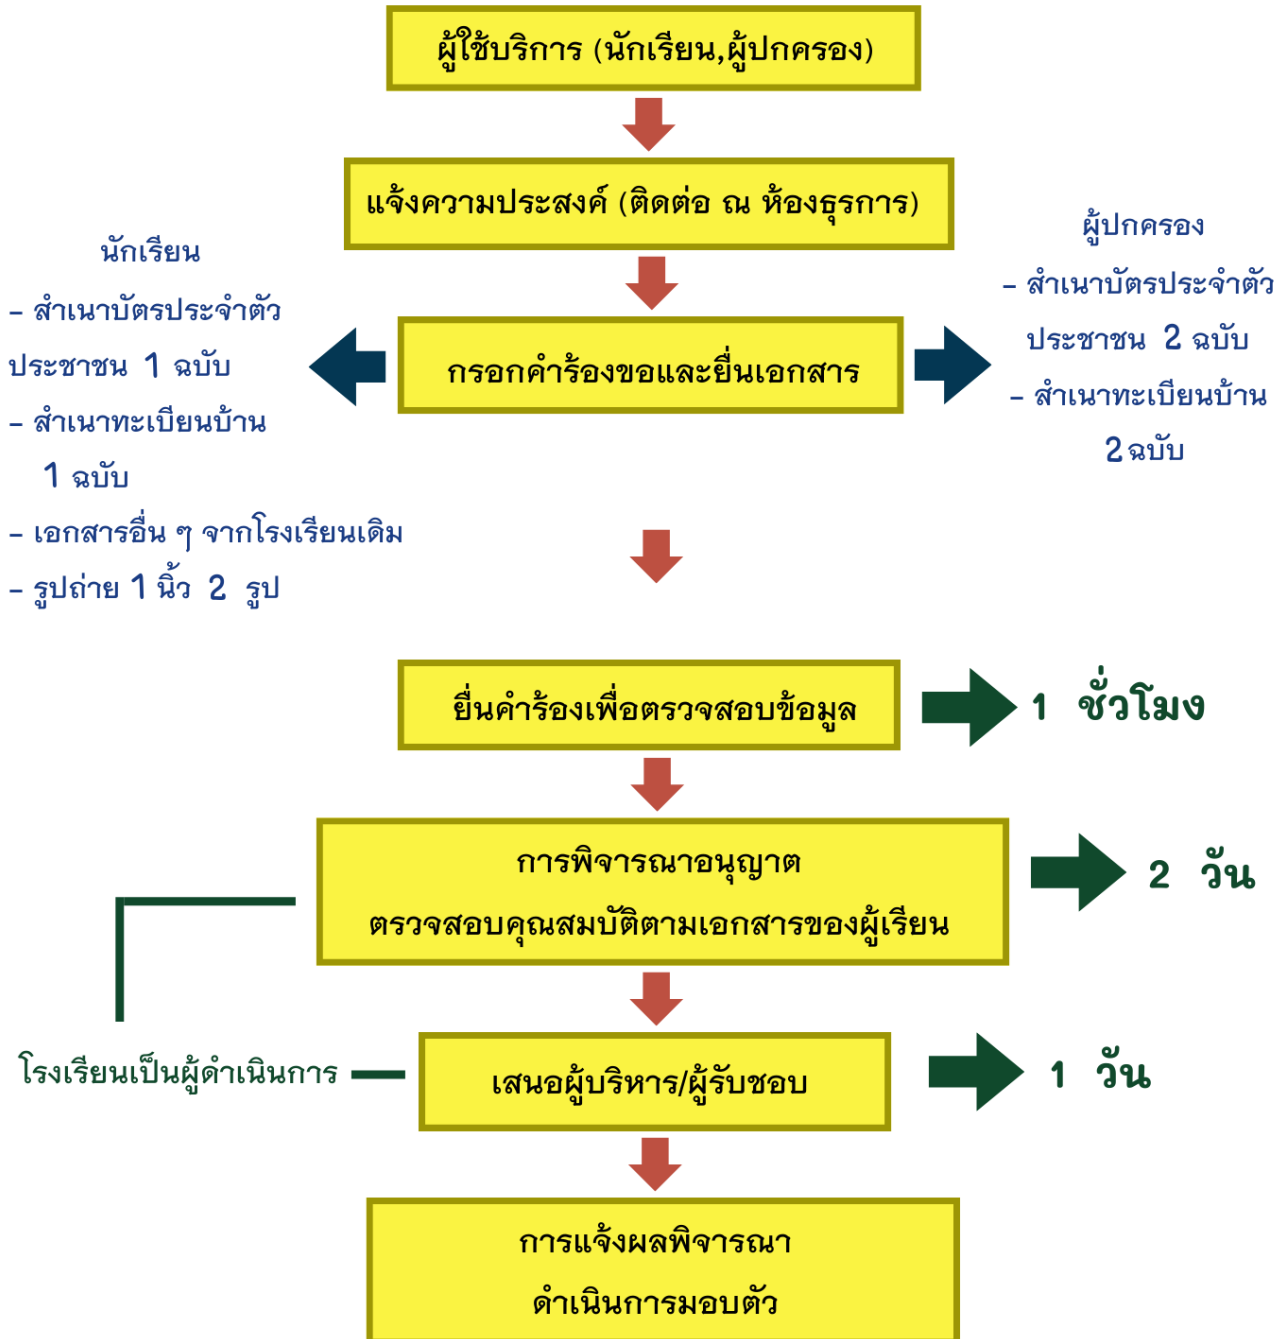 ผู้ใช้บริการ (นักเรียน,ผู้ปกครอง)
แจ้งความประสงค์ (ติดต่อ ณ ห้องธุรการ)
นักเรียน
– สำเนาบัตรประจำตัว
ประชาชน 1 ฉบับ
– สำเนาทะเบียนบ้าน
1 ฉบับ
– เอกสารอื่น ๆ จากโรงเรียนเดิม
– รูปถ่าย 1 นิ้ว 2 รูป
กรอกคำร้องขอและยื่นเอกสาร
ผู้ปกครอง
– สำเนาบัตรประจำตัว
ประชาชน 2 ฉบับ
– สำเนาทะเบียนบ้าน
2 ฉบับ
ยื่นคำร้องเพื่อตรวจสอบข้อมูล
1 ชั่วโมง
การพิจารณาอนุญาต
ตรวจสอบคุณสมบัติตามเอกสารของผู้เรียน
2 วัน
โรงเรียนเป็นผู้ดำเนินการ
เสนอผู้บริหาร/ผู้รับชอบ
1 วัน
การแจ้งผลพิจารณา
ดำเนินการมอบตัว